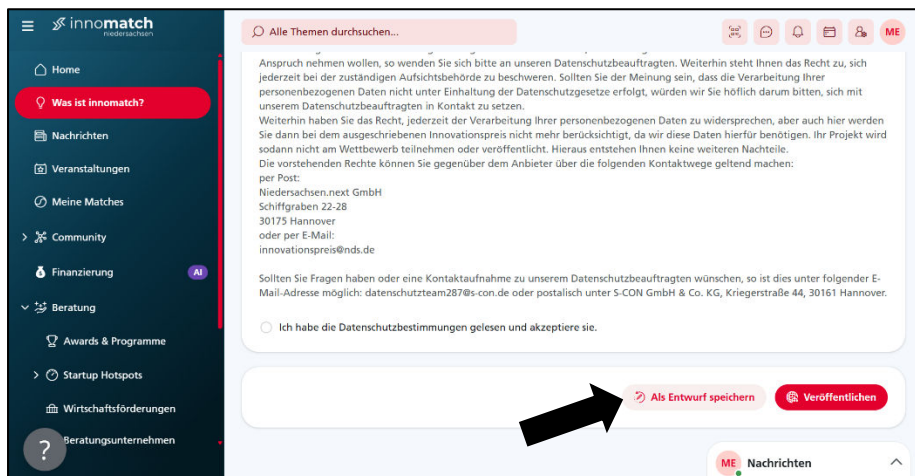 innomatch
niedersachsen
Alle Themen durchsuchen...
ME
Home
Was ist innomatch?
Nachrichten
Veranstaltungen
Meine Matches
Community
Finanzierung
AI
Beratung
Awards & Programme
Startup Hotspots
Wirtschaftsförderungen
Beratungsunternehmen
?
Anspruch nehmen wollen, so wenden Sie sich bitte an unseren Datenschutzbeauftragten. Weiterhin steht Ihnen das Recht zu, sich
jederzeit bei der zuständigen Aufsichtsbehörde zu beschweren. Sollten Sie der Meinung sein, dass die Verarbeitung Ihrer
personenbezogenen Daten nicht unter Einhaltung der Datenschutzgesetze erfolgt, würden wir Sie höflich darum bitten, sich mit
unserem Datenschutzbeauftragten in Kontakt zu setzen.
Weiterhin haben Sie das Recht, jederzeit der Verarbeitung Ihrer personenbezogenen Daten zu widersprechen, aber auch hier werden
Sie dann bei dem ausgeschriebenen Innovationspreis nicht mehr berücksichtigt, da wir diese Daten hierfür benötigen. Ihr Projekt wird
sodann nicht am Wettbewerb teilnehmen oder veröffentlicht. Hieraus entstehen Ihnen keine weiteren Nachteile.
Die vorstehenden Rechte können Sie gegenüber dem Anbieter über die folgenden Kontaktwege geltend machen:
per Post:
Niedersachsen.next GmbH
Schiffgraben 22-28
30175 Hannover
oder per E-Mail:
innovationspreis@nds.de
Sollten Sie Fragen haben oder eine Kontaktaufnahme zu unserem Datenschutzbeauftragten wünschen, so ist dies unter folgender E-
Mail-Adresse möglich: datenschutzteam287@s-con.de oder postalisch unter S-CON GmbH & Co. KG, Kriegerstraße 44, 30161 Hannover.
Ich habe die Datenschutzbestimmungen gelesen und akzeptiere sie.
Als Entwurf speichern
Veröffentlichen
ME Nachrichten